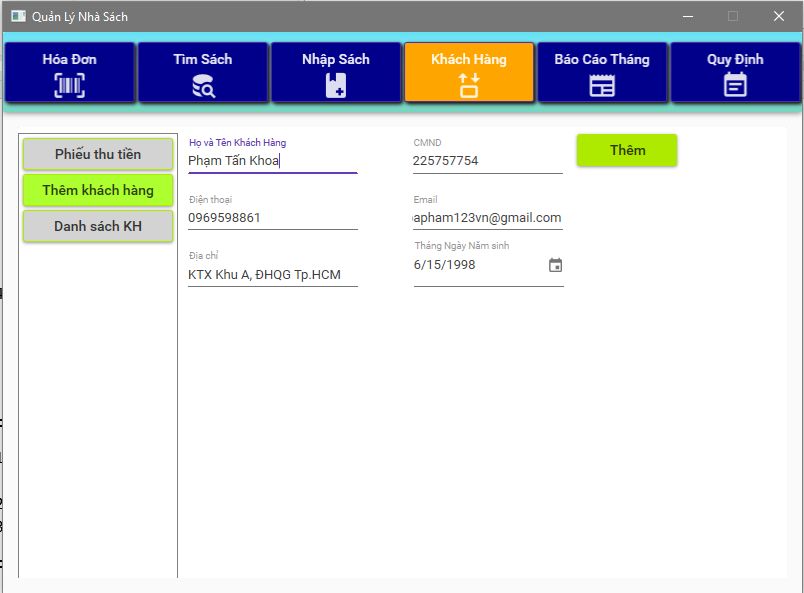 Quản Lý Nhà Sách
Hóa Đơn
Tìm Sách
Nhập Sách
Khách Hàng
Báo Cáo Tháng
Quy Định
Phiếu thu tiền
Thêm khách hàng
Danh sách KH
Họ và Tên Khách Hàng
Phạm Tấn Khoa
CMND
225757754
Thêm
Điện thoại
0969598861
Email
apham123vn@gmail.com
Địa chỉ
KTX Khu A, ĐHQG Tp.HCM
Tháng Ngày Năm sinh
6/15/1998